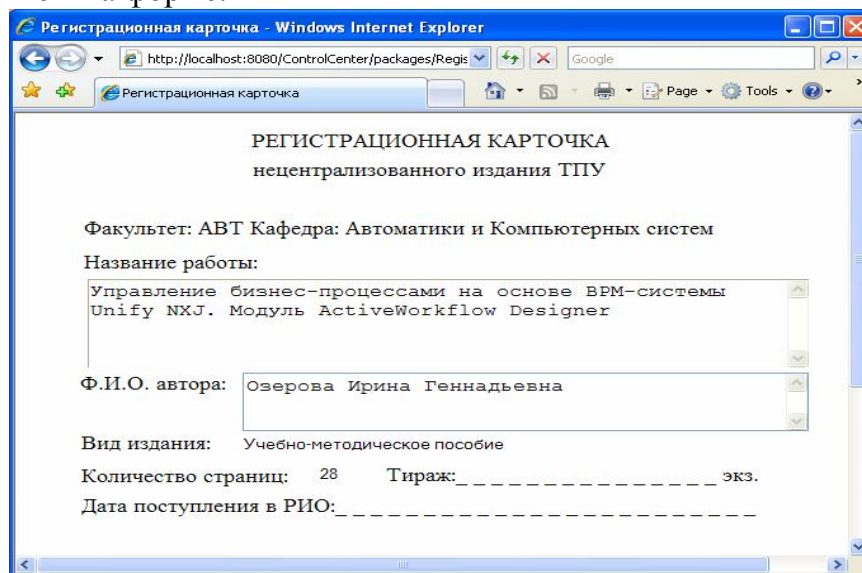 Регистрационная карточка - Windows Internet Explorer
http://localhost:8080/ControlCenter/packages/Regis
Google
Регистрационная карточка
Page
Tools
РЕГИСТРАЦИОННАЯ КАРТОЧКА
нецентрализованного издания ТПУ
Факультет: АВТ Кафедра: Автоматики и Компьютерных систем
Название работы:
Управление бизнес-процессами на основе BPM-системы
Unify NXJ. Модуль ActiveWorkflow Designer
Ф.И.О. автора: Озерова Ирина Геннадьевна
Вид издания: Учебно-методическое пособие
Количество страниц: 28 Тираж:_ _ _ _ _ _ _ _ _ _ _ _ _ _ _ экз.
Дата поступления в РИО:_ _ _ _ _ _ _ _ _ _ _ _ _ _ _ _ _ _ _ _ _ _ _ _